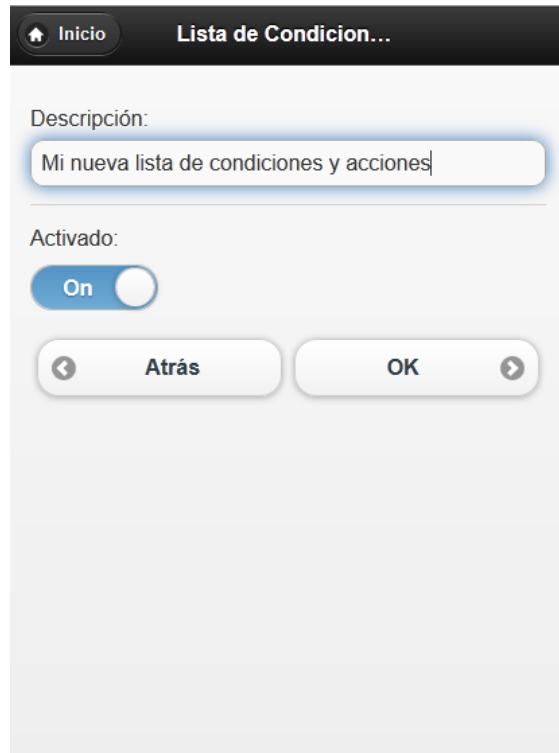 Inicio Lista de Condicion...
Descripción:
Mi nueva lista de condiciones y acciones
Activado:
On
Atrás OK